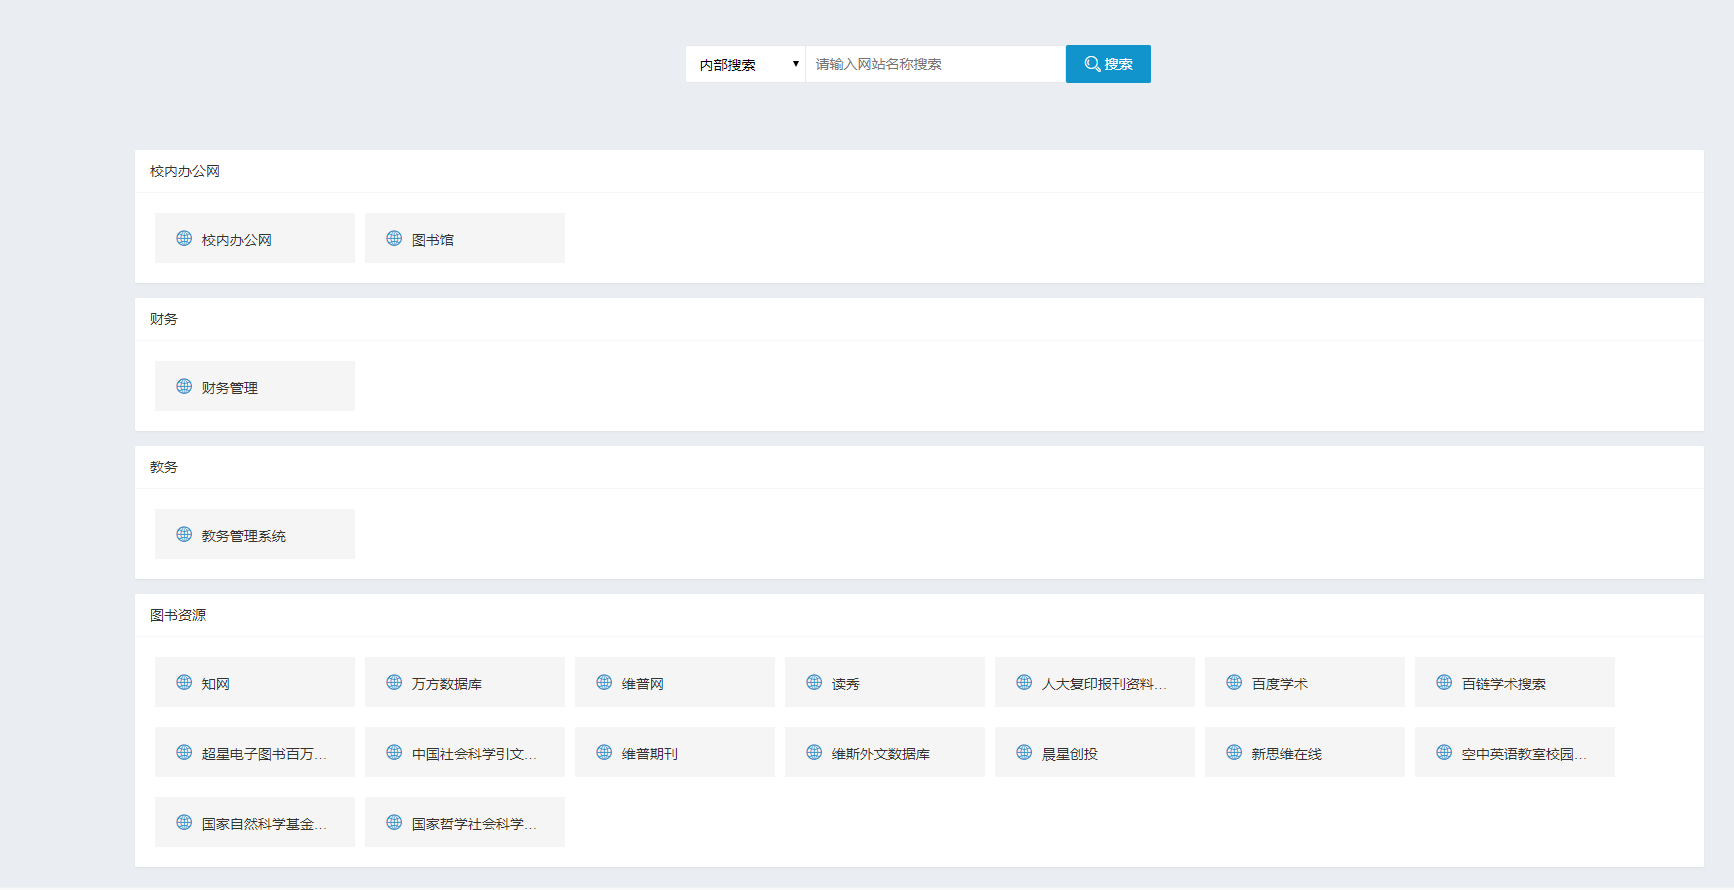 内部搜索 请输入网站名称搜索 搜索
校内办公网
校内办公网 图书馆
财务
财务管理
教务
教务管理系统
图书资源
知网 万方数据库 维普网 读秀 人大复印报刊资料... 百度学术 百链学术搜索
超星电子图书百万... 中国社会科学引文... 维普期刊 维斯外文数据库 晨星创投 新思维在线 空中英语教室校园...
国家自然科学基金... 国家哲学社会科学...